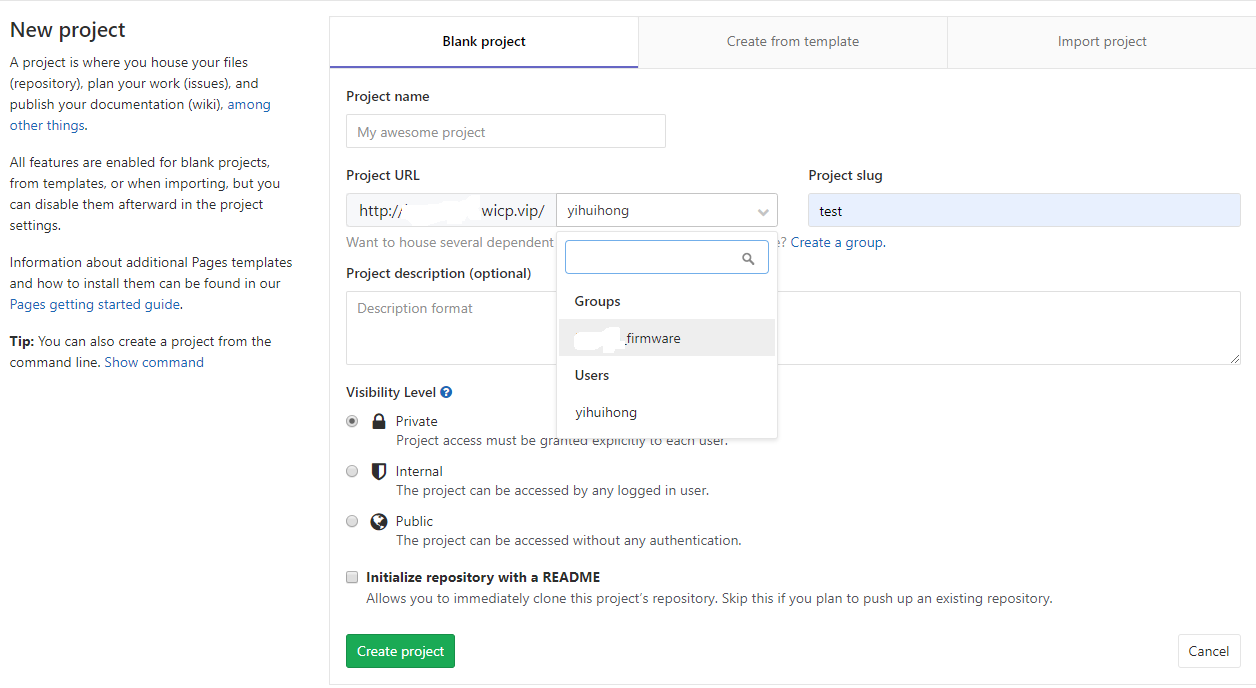 New project
A project is where you house your files
(repository), plan your work (issues), and
publish your documentation (wiki), among
other things.
All features are enabled for blank projects,
from templates, or when importing, but you
can disable them afterward in the project
settings.
Information about additional Pages templates
and how to install them can be found in our
Pages getting started guide.
Tip: You can also create a project from the
command line. Show command
Blank project
Create from template
Import project
Project name
My awesome project
Project URL
Project slug
http:// wicp.vip/
yihuihong
test
Want to house several dependent ? Create a group.
Groups
_firmware
Users
yihuihong
Project description (optional)
Description format
Visibility Level
Private
Project access must be granted explicitly to each user.
Internal
The project can be accessed by any logged in user.
Public
The project can be accessed without any authentication.
Initialize repository with a README
Allows you to immediately clone this project's repository. Skip this if you plan to push up an existing repository.
Create project
Cancel